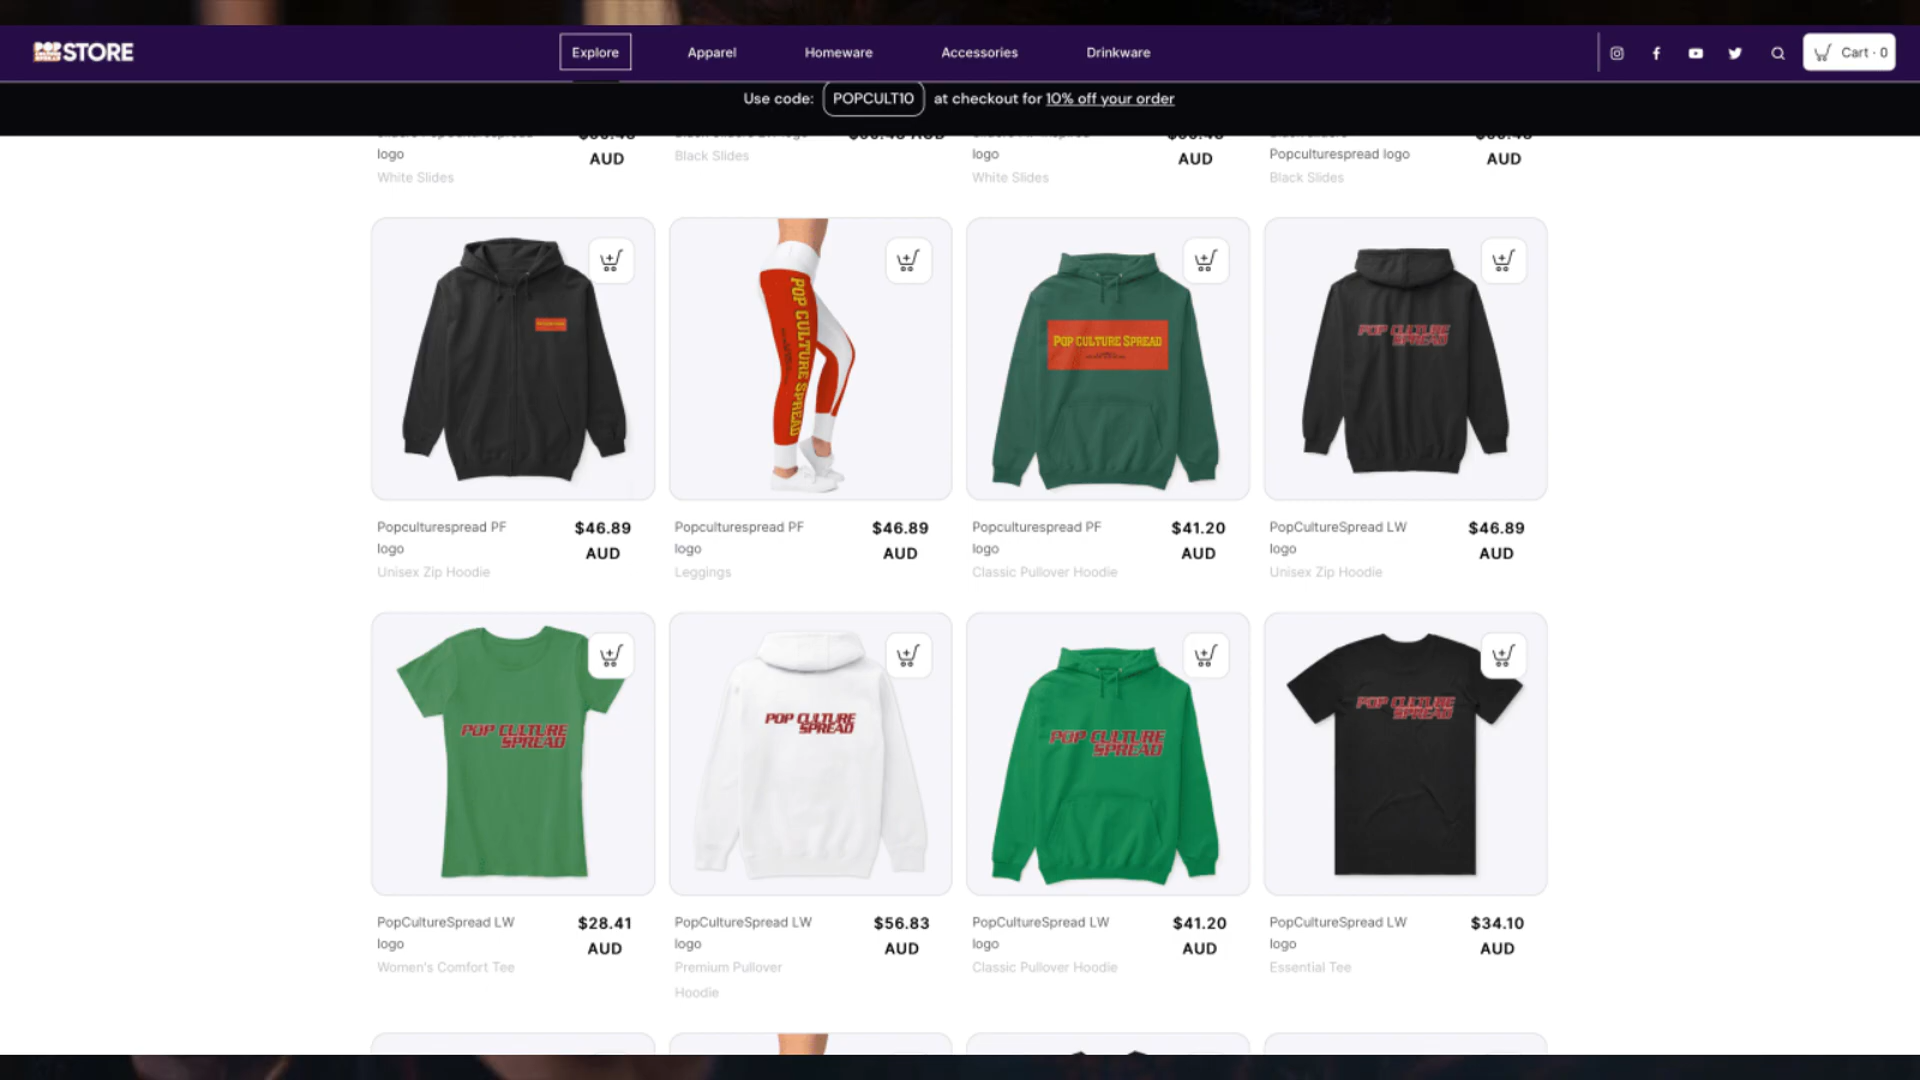 POP CULTURE SPREAD STORE
Explore
Apparel
Homeware
Accessories
Drinkware
Cart · 0
Use code: POPCULT10 at checkout for 10% off your order
logo
AUD
White Slides
Black Slides
logo
AUD
White Slides
Popculturespread logo
AUD
Black Slides
POP CULTURE SPREAD
POP CULTURE SPREAD
POP CULTURE
SPREAD
Popculturespread PF
logo
$46.89
AUD
Unisex Zip Hoodie
Popculturespread PF
logo
$46.89
AUD
Leggings
Popculturespread PF
logo
$41.20
AUD
Classic Pullover Hoodie
PopCultureSpread LW
logo
$46.89
AUD
Unisex Zip Hoodie
POP CULTURE
SPREAD
POP CULTURE
SPREAD
POP CULTURE
SPREAD
POP CULTURE
SPREAD
PopCultureSpread LW
logo
$28.41
AUD
Women's Comfort Tee
PopCultureSpread LW
logo
$56.83
AUD
Premium Pullover
Hoodie
PopCultureSpread LW
logo
$41.20
AUD
Classic Pullover Hoodie
PopCultureSpread LW
logo
$34.10
AUD
Essential Tee